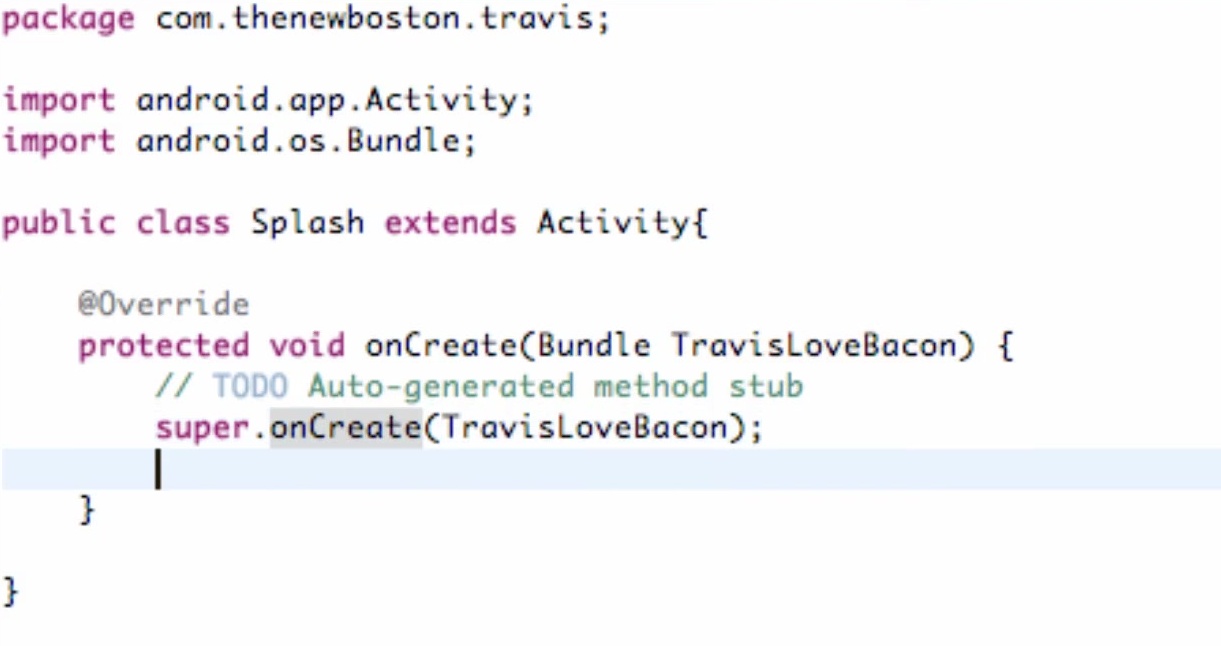 package com.thenewboston.travis;
import android.app.Activity;
import android.os.Bundle;
public class Splash extends Activity{
@Override
protected void onCreate(Bundle TravisLoveBacon) {
// TODO Auto-generated method stub
super.onCreate(TravisLoveBacon);
}
}